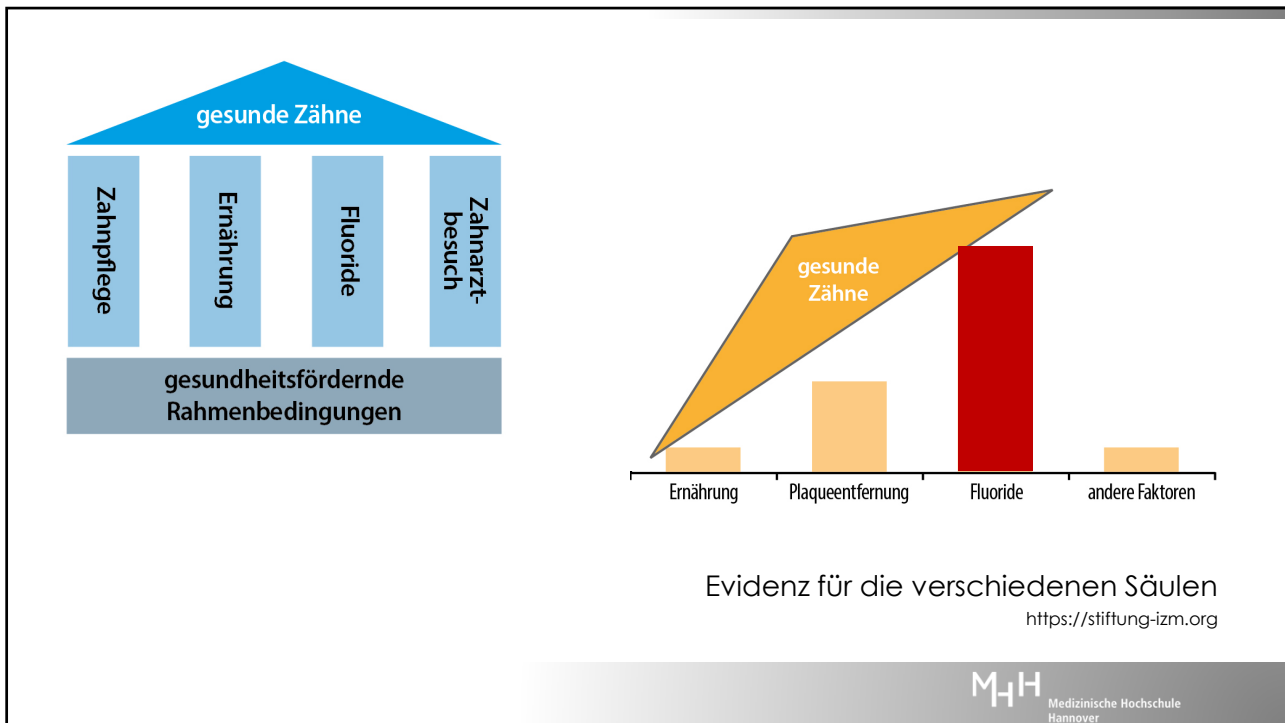 gesunde Zähne
Zahnpflege
Ernährung
Fluoride
Zahnarzt-
besuch
gesundheitsfördernde
Rahmenbedingungen
gesunde
Zähne
Ernährung
Plaqueentfernung
Fluoride
andere Faktoren
Evidenz für die verschiedenen Säulen
https://stiftung-izm.org
MHH
Medizinische Hochschule
Hannover